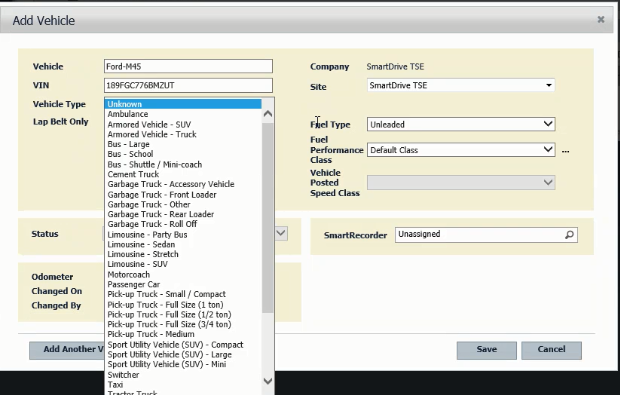 Add Vehicle
Vehicle
Ford-M45
Company
SmartDrive TSE
VIN
189FGC776BMZUT
Site
SmartDrive TSE
Vehicle Type
Unknown
Ambulance
Armored Vehicle - SUV
Armored Vehicle - Truck
Bus - Large
Bus - School
Bus - Shuttle / Mini-coach
Cement Truck
Garbage Truck - Accessory Vehicle
Garbage Truck - Front Loader
Garbage Truck - Other
Garbage Truck - Rear Loader
Garbage Truck - Roll Off
Limousine - Party Bus
Limousine - Sedan
Limousine - Stretch
Limousine - SUV
Motorcoach
Passenger Car
Pick-up Truck - Small / Compact
Pick-up Truck - Full Size (1 ton)
Pick-up Truck - Full Size (1/2 ton)
Pick-up Truck - Full Size (3/4 ton)
Pick-up Truck - Medium
Sport Utility Vehicle (SUV) - Compact
Sport Utility Vehicle (SUV) - Large
Sport Utility Vehicle (SUV) - Mini
Switcher
Taxi
Tractor Truck
Lap Belt Only
Fuel Type
Unleaded
Fuel
Performance
Class
Default Class
...
Vehicle
Posted
Speed Class
Status
SmartRecorder
Unassigned
Odometer
Changed On
Changed By
Add Another V
Save
Cancel